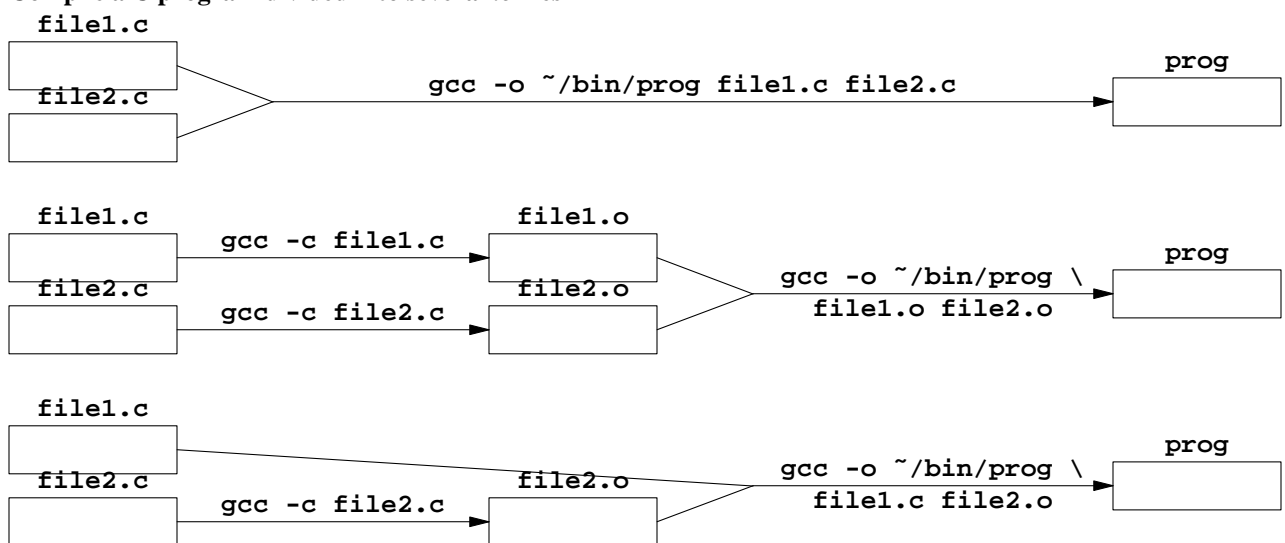 file1.c
prog
gcc -o ~/bin/prog file1.c file2.c
file2.c
file1.c
file1.o
gcc -c file1.c
prog
gcc -o ~/bin/prog \
file2.c
file2.o
gcc -c file2.c
file1.o file2.o
file1.c
prog
gcc -o ~/bin/prog \
file2.c
file2.o
gcc -c file2.c
file1.c file2.o